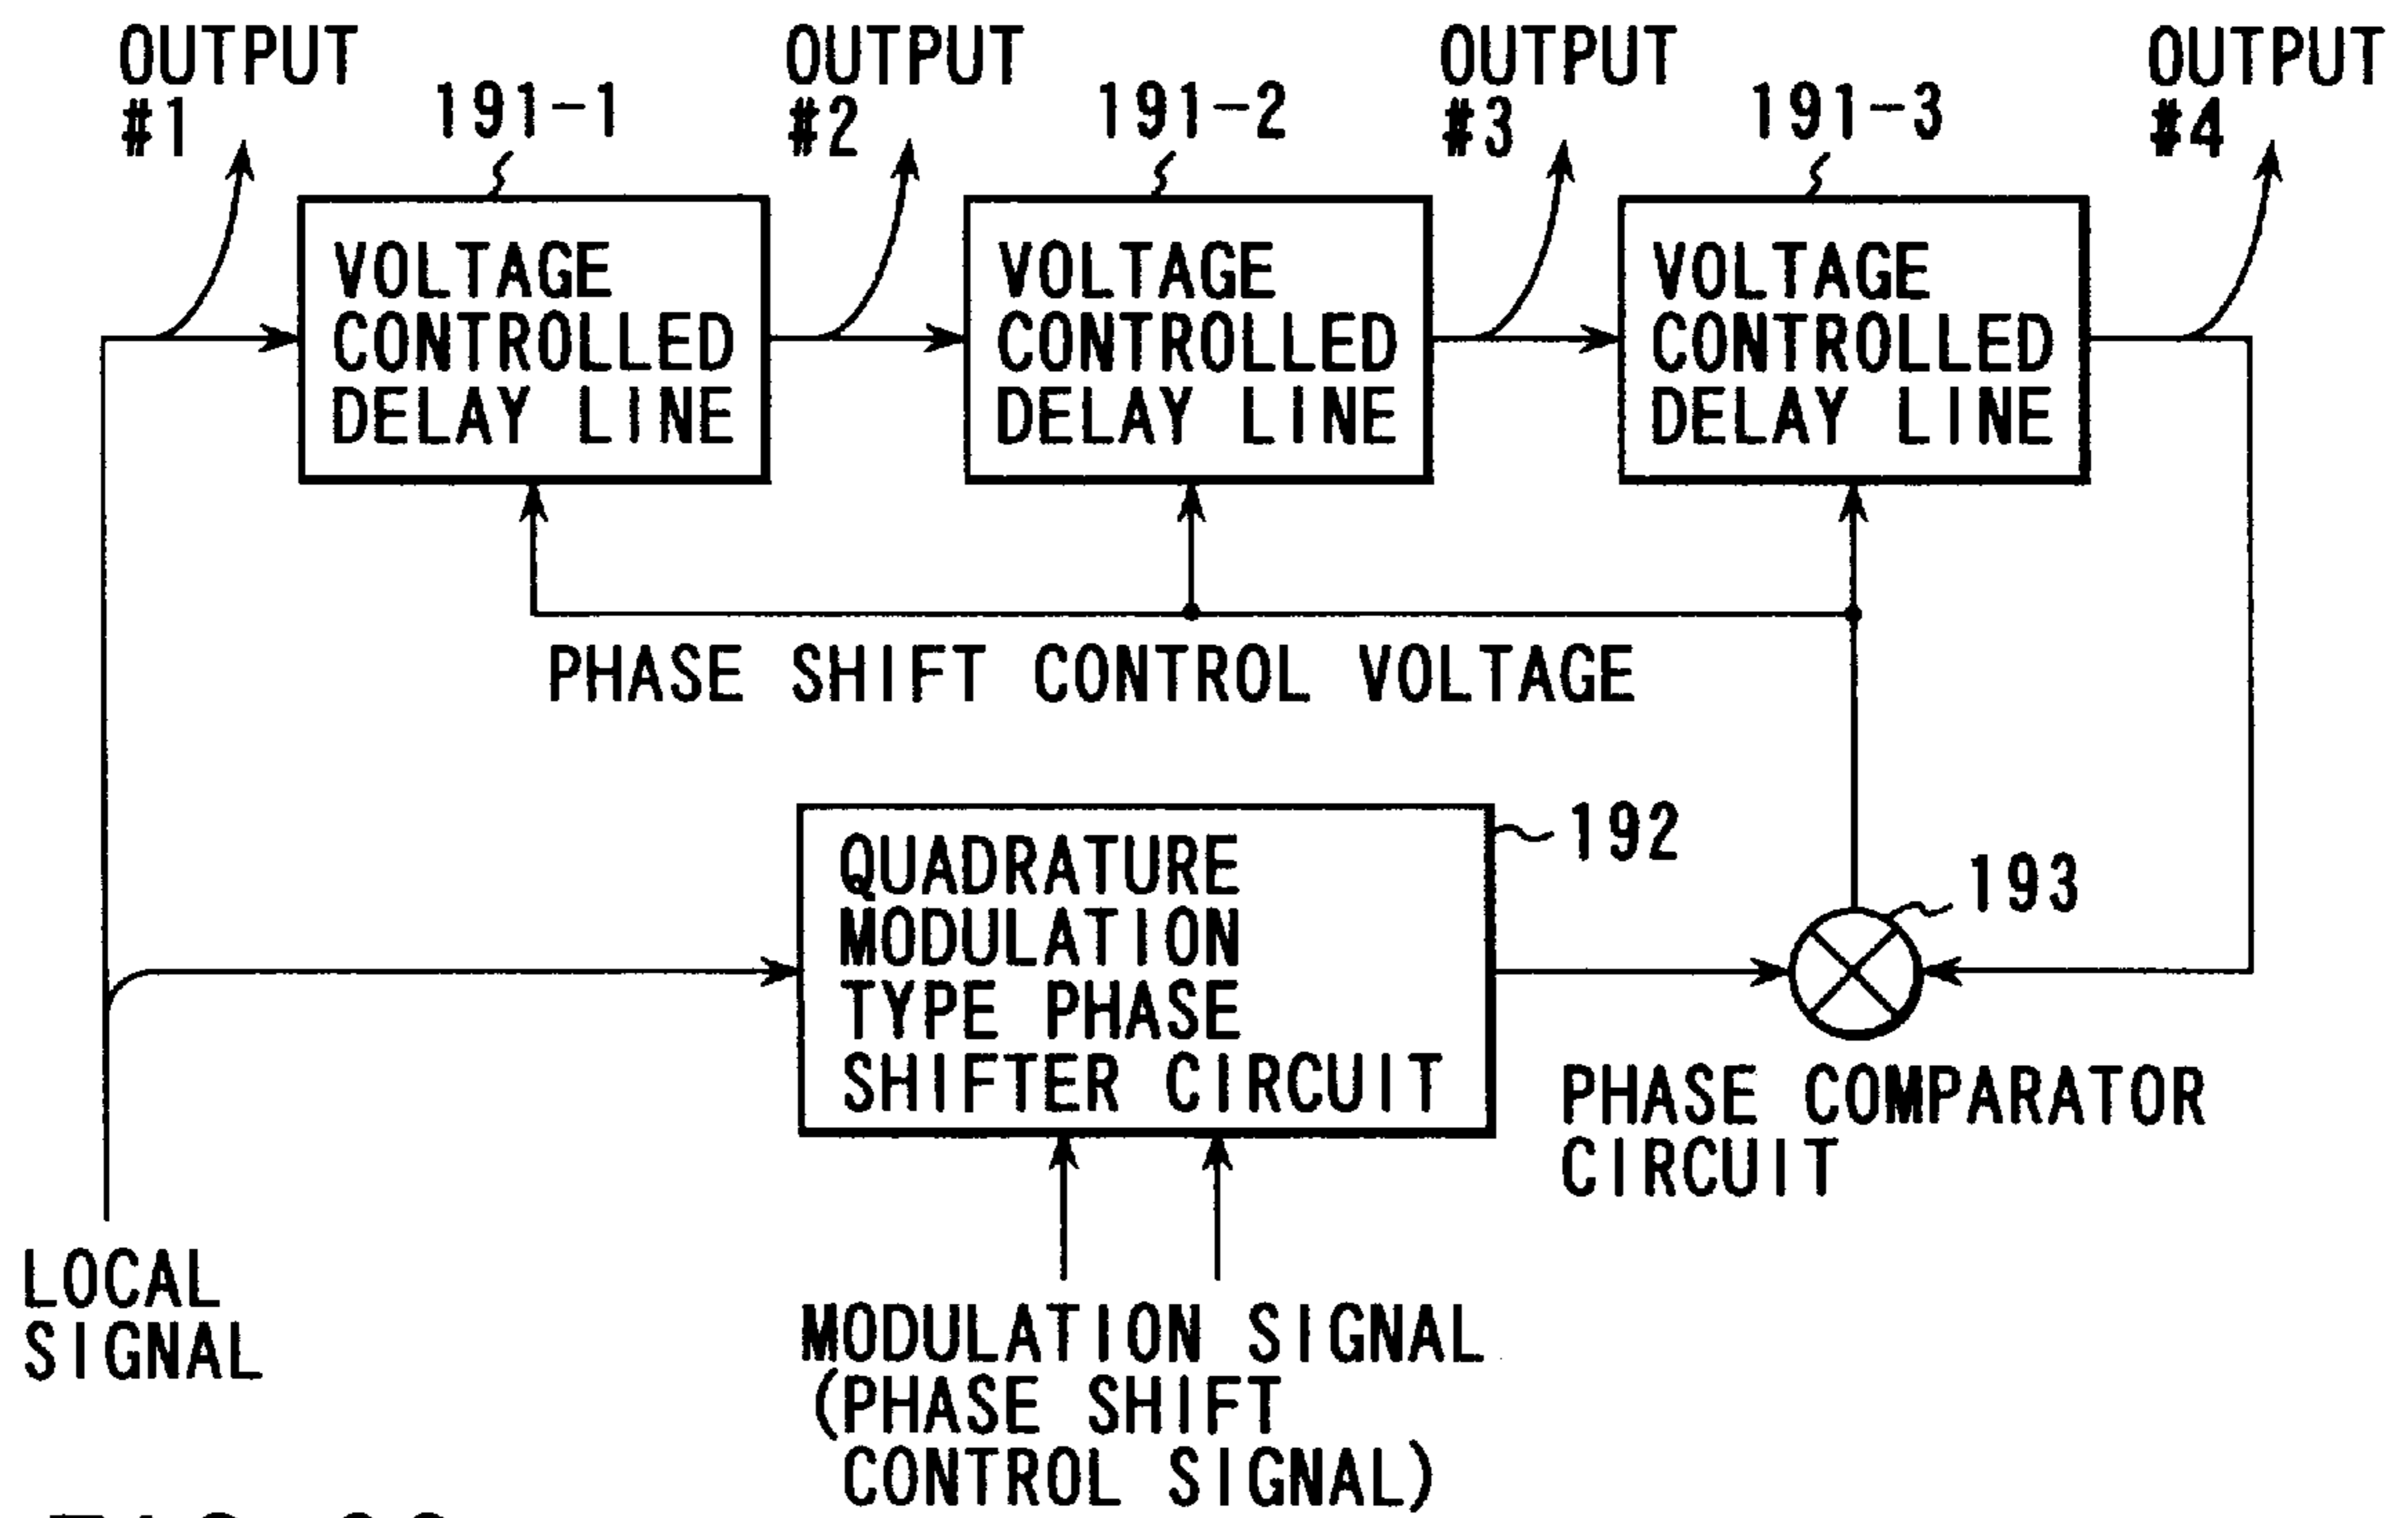 OUTPUT
#1
191-1
OUTPUT
#2
191-2
OUTPUT
#3
191-3
OUTPUT
#4
VOLTAGE
CONTROLLED
DELAY LINE
VOLTAGE
CONTROLLED
DELAY LINE
VOLTAGE
CONTROLLED
DELAY LINE
PHASE SHIFT CONTROL VOLTAGE
QUADRATURE
MODULATION
TYPE PHASE
SHIFTER CIRCUIT
192
193
PHASE COMPARATOR
CIRCUIT
LOCAL
SIGNAL
MODULATION SIGNAL
(PHASE SHIFT
CONTROL SIGNAL)